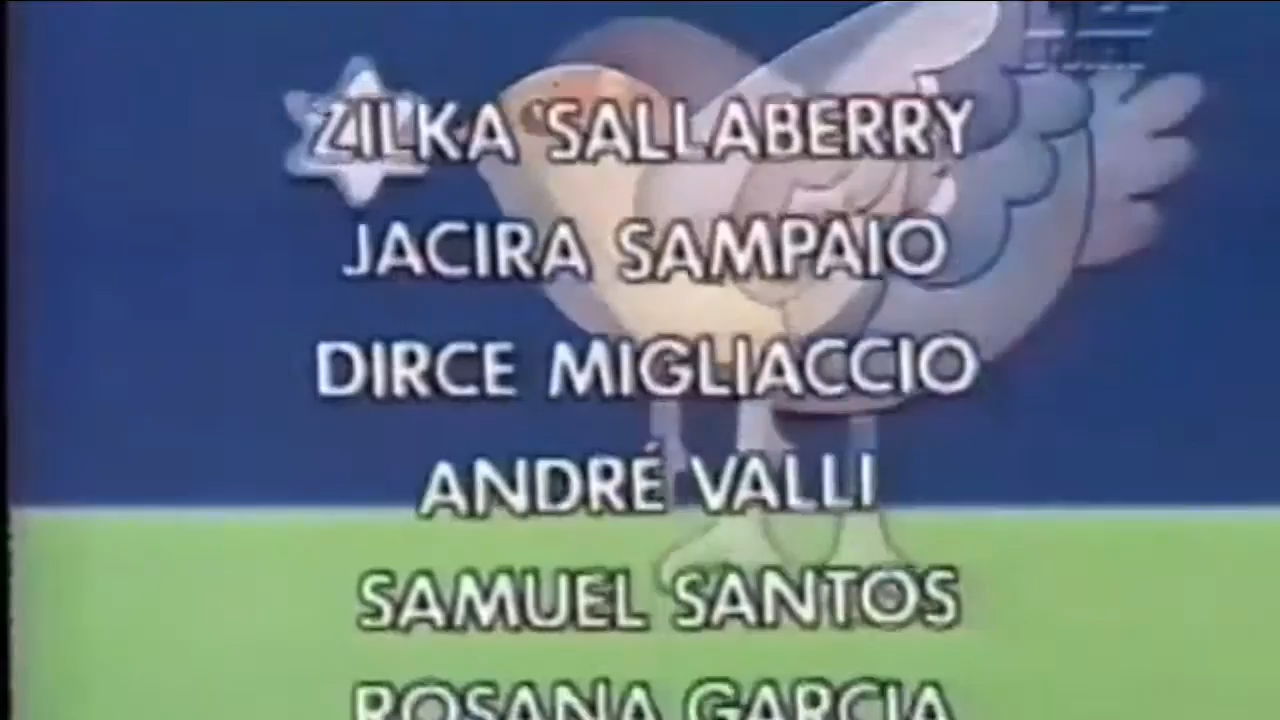 ZILKA SALLABERRY
JACIRA SAMPAIO
DIRCE MIGLIACCIO
ANDRÉ VALLI
SAMUEL SANTOS
ROSANA GARCIA